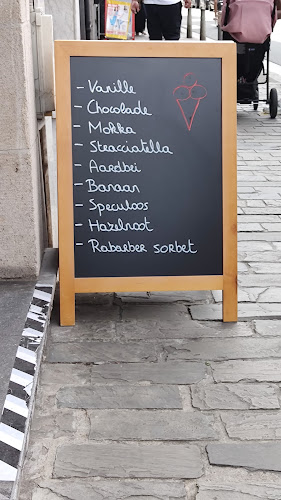 - Vanille
- Chocolade
- Mokka
- Stracciatella
- Aardbei
- Banaan
- Speculoos
- Hazelnoot
- Rabarber sorbet